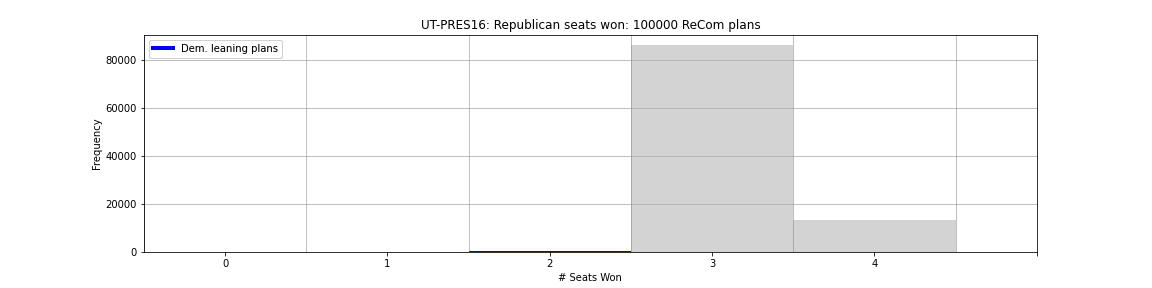 UT-PRES16: Republican seats won: 100000 ReCom plans
Dem. leaning plans
80000
60000
40000
20000
0
Frequency
0 1 2 3 4
# Seats Won